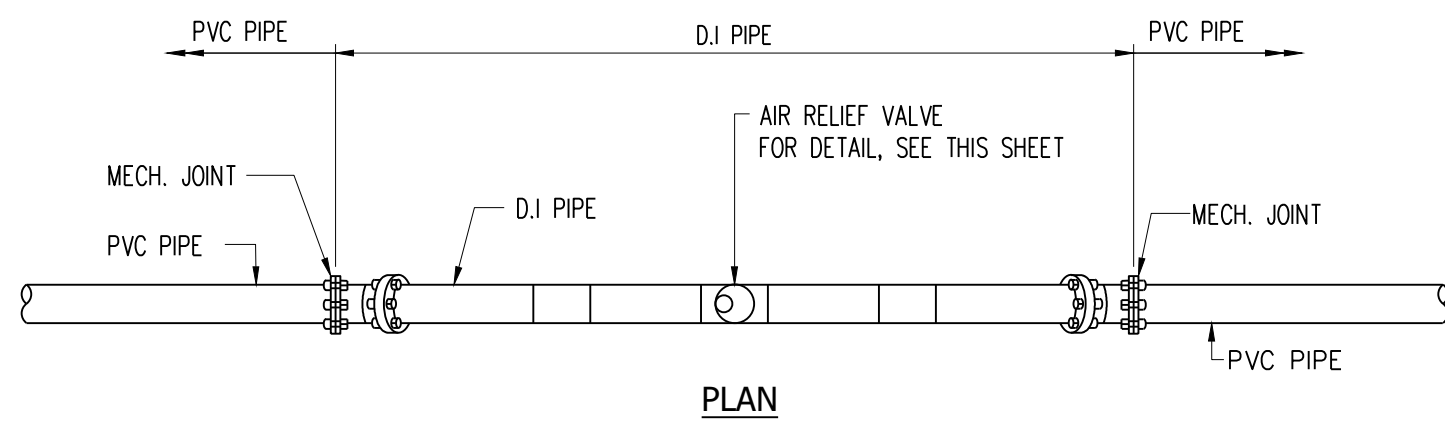 PVC PIPE
D.I PIPE
PVC PIPE
AIR RELIEF VALVE
FOR DETAIL, SEE THIS SHEET
MECH. JOINT
D.I PIPE
MECH. JOINT
PVC PIPE
PVC PIPE
PLAN